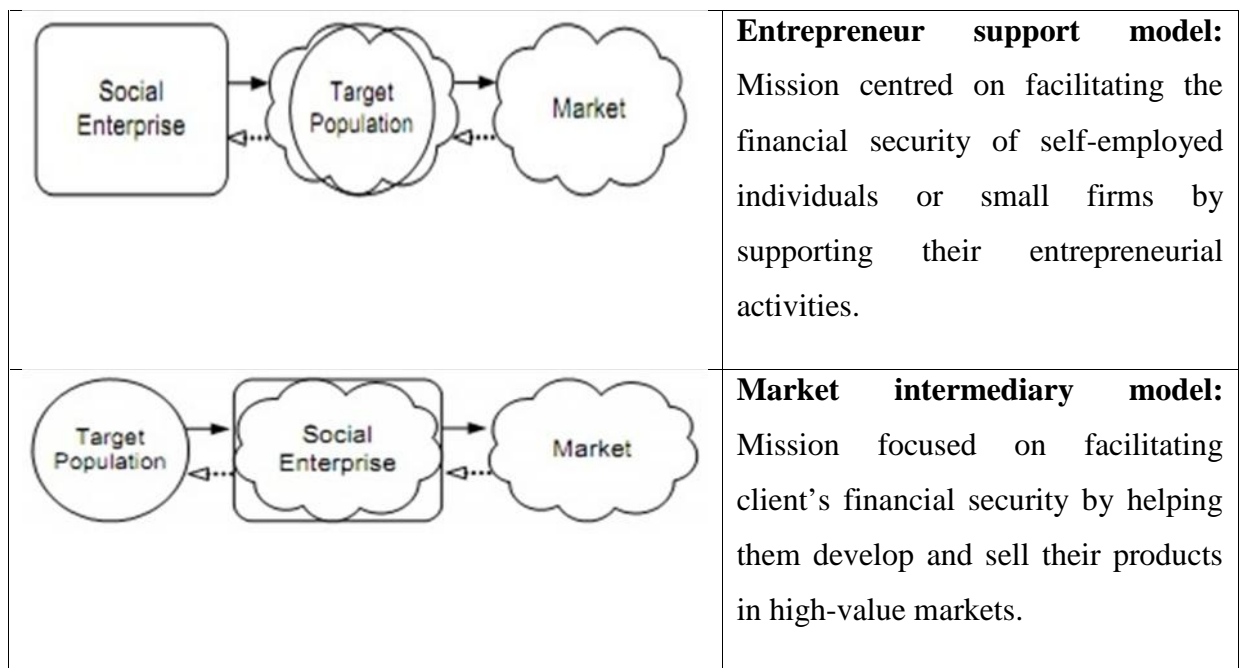 Social
Enterprise
Target
Population
Market
Entrepreneur support model:
Mission centred on facilitating the
financial security of self-employed
individuals or small firms by
supporting their entrepreneurial
activities.
Target
Population
Social
Enterprise
Market
Market intermediary model:
Mission focused on facilitating
client’s financial security by helping
them develop and sell their products
in high-value markets.